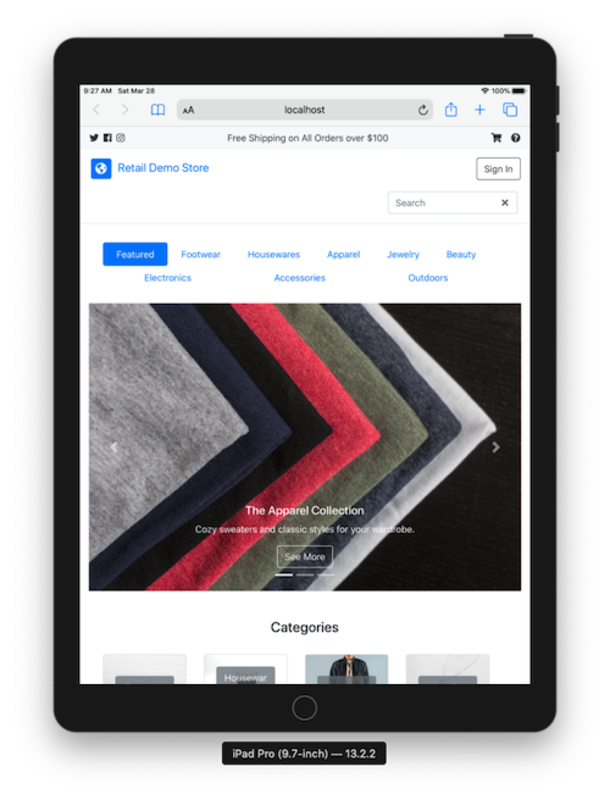 9:27 AM Sat Mar 28
100%
AA
localhost
Free Shipping on All Orders over $100
Retail Demo Store
Sign In
Search
Featured Footwear Housewares Apparel Jewelry Beauty
Electronics Accessories Outdoors
The Apparel Collection
Cozy sweaters and classic styles for your wardrobe.
See More
Categories
Housewar
iPad Pro (9.7-inch) — 13.2.2